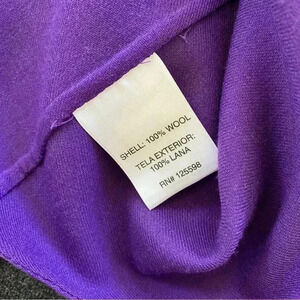 SHELL: 100% WOOL
TELA EXTERIOR:
100% LANA
RN# 125598